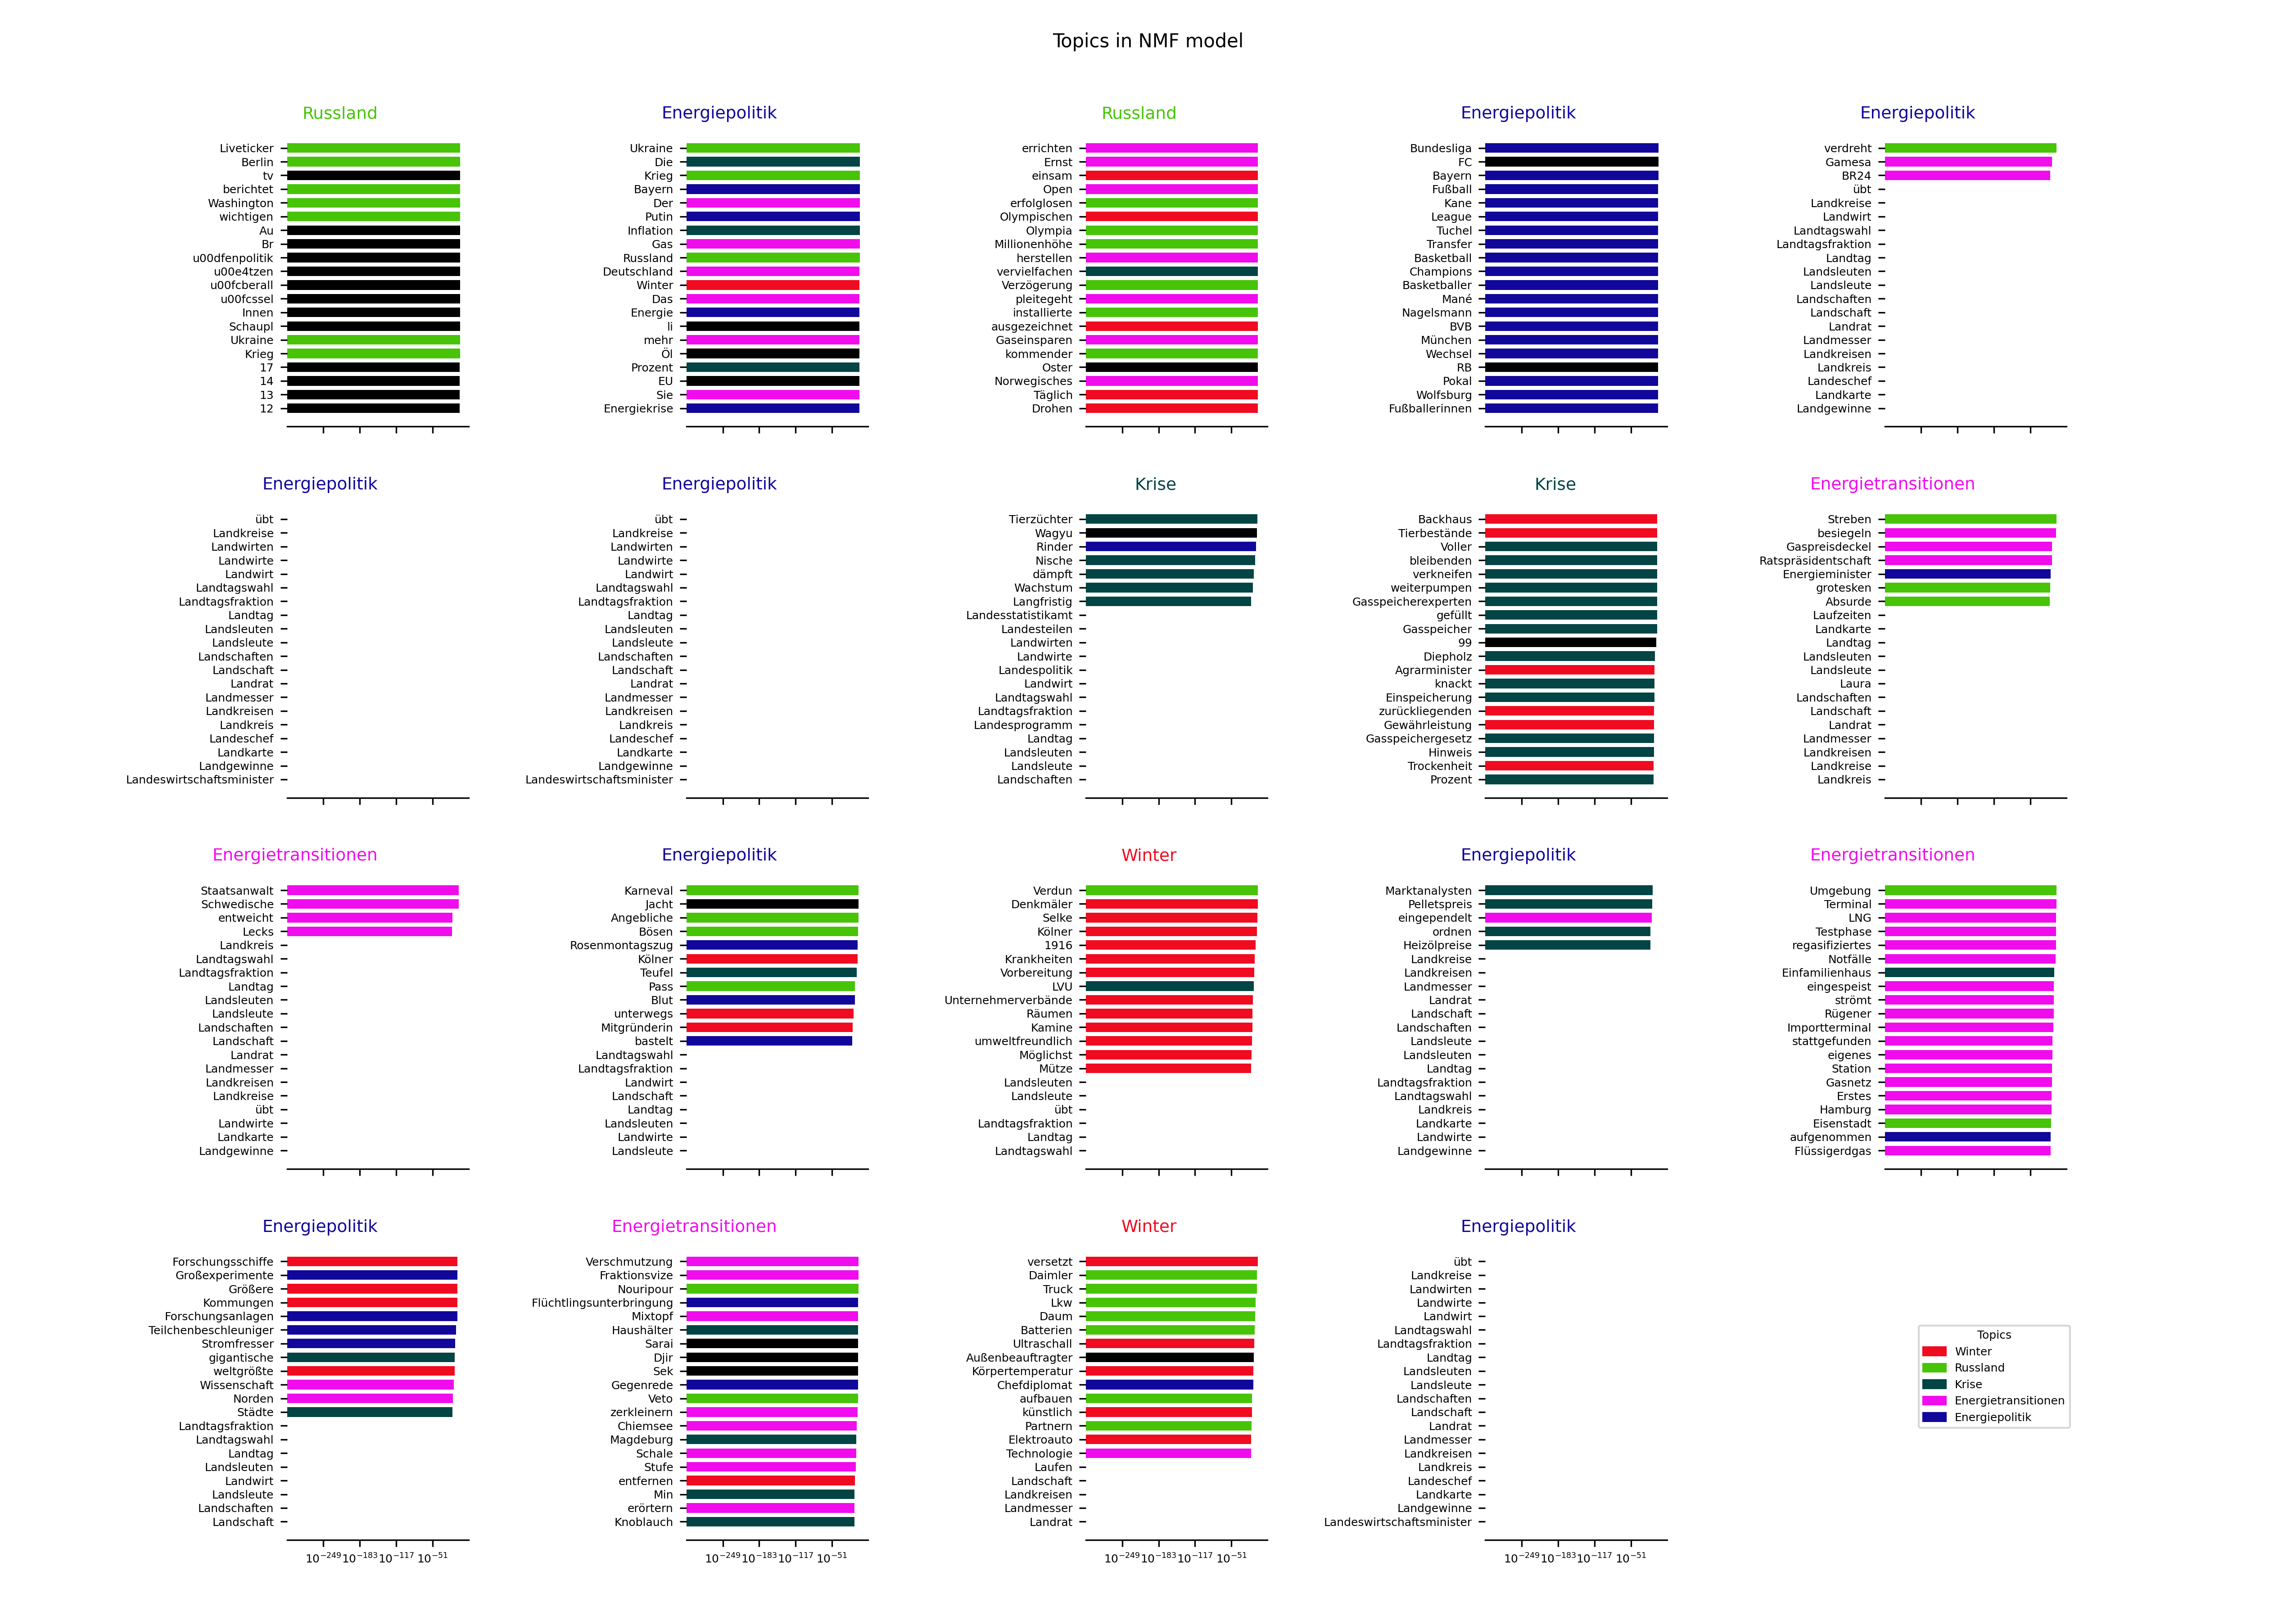 Topics in NMF model
Russland
Liveticker
Berlin
tv
berichtet
Washington
wichtigen
Au
Br
u00dfenpolitik
u00e4tzen
u00fcberall
u00fcssel
Innen
Schaupl
Ukraine
Krieg
17
14
13
12
Energiepolitik
Ukraine
Die
Krieg
Bayern
Der
Putin
Inflation
Gas
Russland
Deutschland
Winter
Das
Energie
li
mehr
Öl
Prozent
EU
Sie
Energiekrise
Russland
errichten
Ernst
einsam
Open
erfolglosen
Olympischen
Olympia
Millionenhöhe
herstellen
vervielfachen
Verzögerung
pleitegeht
installierte
ausgezeichnet
Gaseinsparen
kommender
Oster
Norwegisches
Täglich
Drohen
Energiepolitik
Bundesliga
FC
Bayern
Fußball
Kane
League
Tuchel
Transfer
Basketball
Champions
Basketballer
Mané
Nagelsmann
BVB
München
Wechsel
RB
Pokal
Wolfsburg
Fußballerinnen
Energiepolitik
verdreht
Gamesa
BR24
übt
Landkreise
Landwirt
Landtagswahl
Landtagsfraktion
Landtag
Landsleuten
Landsleute
Landschaften
Landschaft
Landrat
Landmesser
Landkreisen
Landkreis
Landeschef
Landkarte
Landgewinne
Energiepolitik
übt
Landkreise
Landwirten
Landwirte
Landwirt
Landtagswahl
Landtagsfraktion
Landtag
Landsleuten
Landsleute
Landschaften
Landschaft
Landrat
Landmesser
Landkreisen
Landkreis
Landeschef
Landkarte
Landgewinne
Landeswirtschaftsminister
Energiepolitik
übt
Landkreise
Landwirten
Landwirte
Landwirt
Landtagswahl
Landtagsfraktion
Landtag
Landsleuten
Landsleute
Landschaften
Landschaft
Landrat
Landmesser
Landkreisen
Landkreis
Landeschef
Landkarte
Landgewinne
Landeswirtschaftsminister
Krise
Tierzüchter
Wagyu
Rinder
Nische
dämpft
Wachstum
Langfristig
Landesstatistikamt
Landesteilen
Landwirten
Landwirte
Landespolitik
Landwirt
Landtagswahl
Landtagsfraktion
Landesprogramm
Landtag
Landsleuten
Landsleute
Landschaften
Krise
Backhaus
Tierbestände
Voller
bleibenden
verkneifen
weiterpumpen
Gasspeicherexperten
gefüllt
Gasspeicher
99
Diepholz
Agrarminister
knackt
Einspeicherung
zurückliegenden
Gewährleistung
Gasspeichergesetz
Hinweis
Trockenheit
Prozent
Energietransitionen
Streben
besiegeln
Gaspreisdeckel
Ratspräsidentschaft
Energieminister
grotesken
Absurde
Laufzeiten
Landkarte
Landtag
Landsleuten
Landsleute
Laura
Landschaften
Landschaft
Landrat
Landmesser
Landkreisen
Landkreise
Landkreis
Energietransitionen
Staatsanwalt
Schwedische
entweicht
Lecks
Landkreis
Landtagswahl
Landtagsfraktion
Landtag
Landsleuten
Landsleute
Landschaften
Landschaft
Landrat
Landmesser
Landkreisen
Landkreise
übt
Landwirte
Landkarte
Landgewinne
Energiepolitik
Karneval
Jacht
Angebliche
Bösen
Rosenmontagszug
Kölner
Teufel
Pass
Blut
unterwegs
Mitgründerin
bastelt
Landtagswahl
Landtagsfraktion
Landwirt
Landschaft
Landtag
Landsleuten
Landwirte
Landsleute
Winter
Verdun
Denkmäler
Selke
Kölner
1916
Krankheiten
Vorbereitung
LVU
Unternehmerverbände
Räumen
Kamine
umweltfreundlich
Möglichst
Mütze
Landsleuten
Landsleute
übt
Landtagsfraktion
Landtag
Landtagswahl
Energiepolitik
Marktanalysten
Pelletspreis
eingependelt
ordnen
Heizölpreise
Landkreise
Landkreisen
Landmesser
Landrat
Landschaft
Landschaften
Landsleute
Landsleuten
Landtag
Landtagsfraktion
Landtagswahl
Landkreis
Landkarte
Landwirte
Landgewinne
Energietransitionen
Umgebung
Terminal
LNG
Testphase
regasifiziertes
Notfälle
Einfamilienhaus
eingespeist
strömt
Rügener
Importterminal
stattgefunden
eigenes
Station
Gasnetz
Erstes
Hamburg
Eisenstadt
aufgenommen
Flüssigerdgas
Energiepolitik
Forschungsschiffe
Großexperimente
Größere
Kommungen
Forschungsanlagen
Teilchenbeschleuniger
Stromfresser
gigantische
weltgrößte
Wissenschaft
Norden
Städte
Landtagsfraktion
Landtagswahl
Landtag
Landsleuten
Landwirt
Landsleute
Landschaften
Landschaft
10^−249 10^−183 10^−117 10^−51
Energietransitionen
Verschmutzung
Fraktionsvize
Nouripour
Flüchtlingsunterbringung
Mixtopf
Haushälter
Sarai
Djir
Sek
Gegenrede
Veto
zerkleinern
Chiemsee
Magdeburg
Schale
Stufe
entfernen
Min
erörtern
Knoblauch
10^−249 10^−183 10^−117 10^−51
Winter
versetzt
Daimler
Truck
Lkw
Daum
Batterien
Ultraschall
Außenbeauftragter
Körpertemperatur
Chefdiplomat
aufbauen
künstlich
Partnern
Elektroauto
Technologie
Laufen
Landschaft
Landkreisen
Landmesser
Landrat
10^−249 10^−183 10^−117 10^−51
Energiepolitik
übt
Landkreise
Landwirten
Landwirte
Landwirt
Landtagswahl
Landtagsfraktion
Landtag
Landsleuten
Landsleute
Landschaften
Landschaft
Landrat
Landmesser
Landkreisen
Landkreis
Landeschef
Landkarte
Landgewinne
Landeswirtschaftsminister
10^−249 10^−183 10^−117 10^−51
Topics
Winter
Russland
Krise
Energietransitionen
Energiepolitik